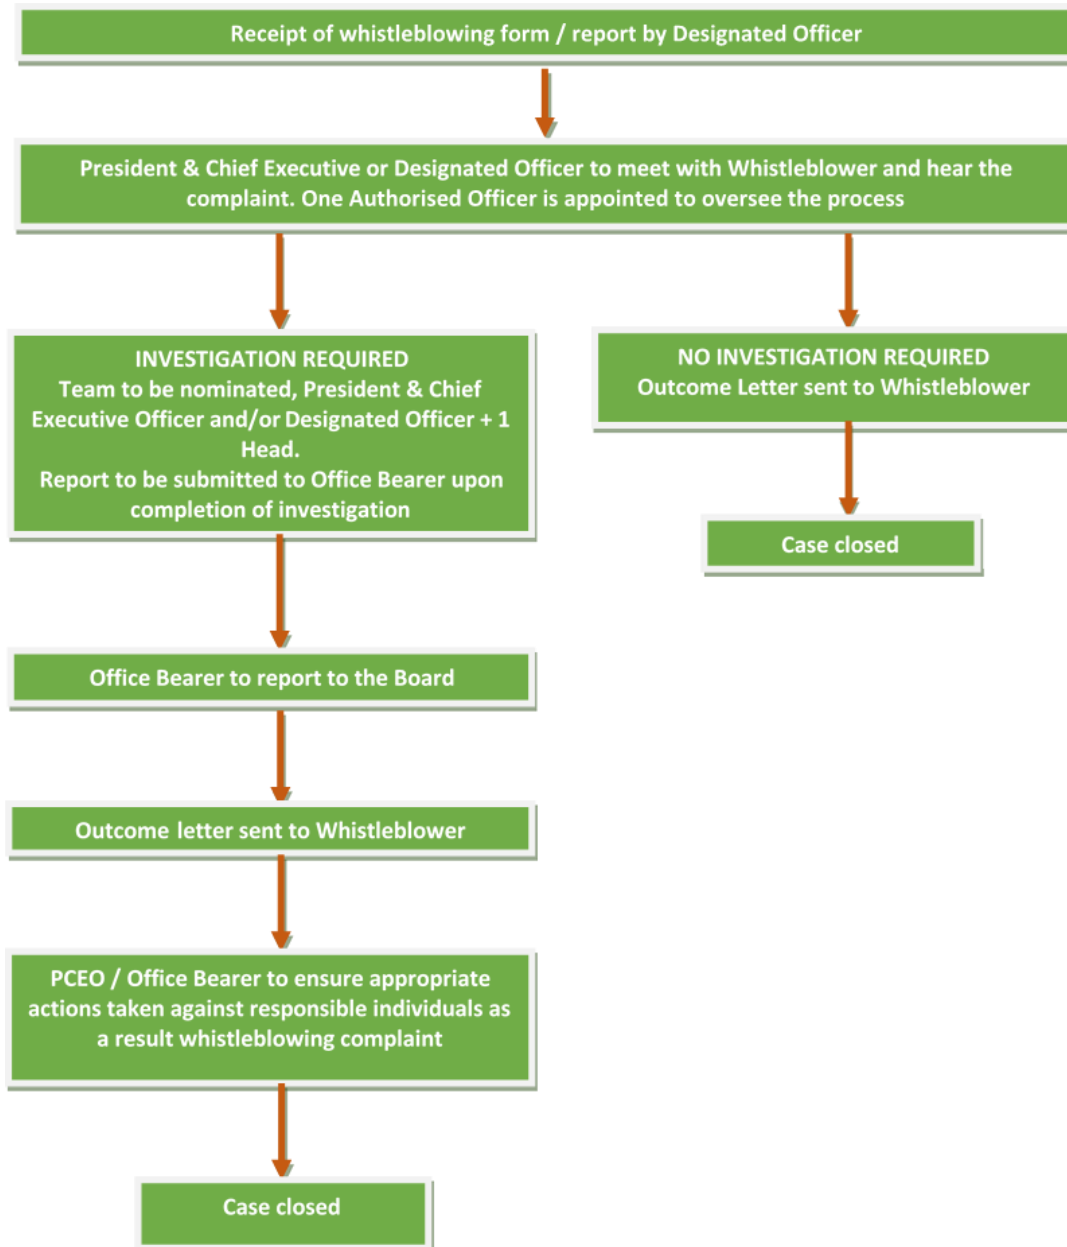 Receipt of whistleblowing form / report by Designated Officer
President & Chief Executive or Designated Officer to meet with Whistleblower and hear the
complaint. One Authorised Officer is appointed to oversee the process
INVESTIGATION REQUIRED
Team to be nominated, President & Chief
Executive Officer and/or Designated Officer + 1
Head.
Report to be submitted to Office Bearer upon
completion of investigation
NO INVESTIGATION REQUIRED
Outcome Letter sent to Whistleblower
Case closed
Office Bearer to report to the Board
Outcome letter sent to Whistleblower
PCEO / Office Bearer to ensure appropriate
actions taken against responsible individuals as
a result whistleblowing complaint
Case closed